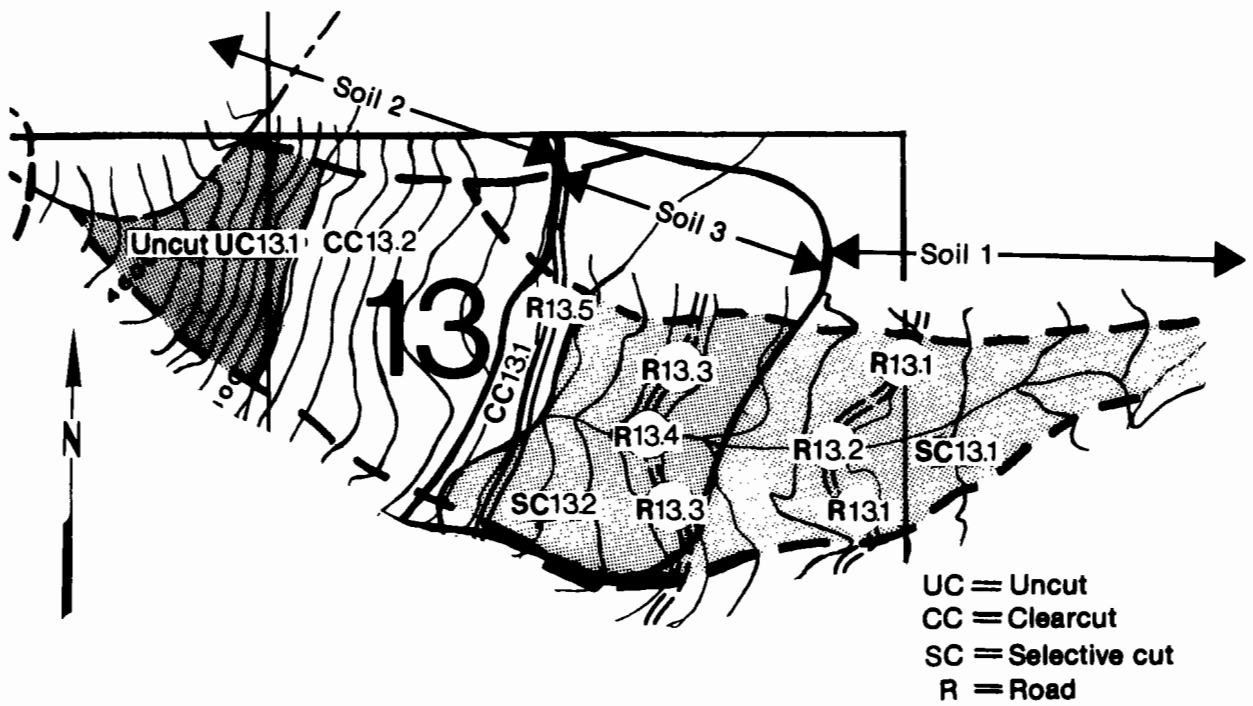 Soil 2
Soil 3
Soil 1
Uncut UC13.1
CC13.2
13
R13.5
CC13.1
R13.3
R13.1
R13.4
R13.2
SC13.1
SC13.2
R13.3
R13.1
N
UC = Uncut
CC = Clearcut
SC = Selective cut
R = Road